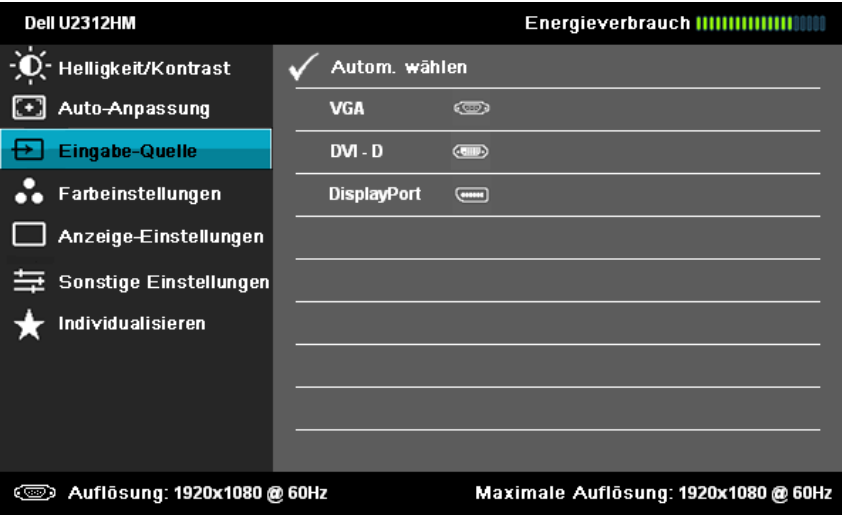 Dell U2312HM Energieverbrauch
Helligkeit/Kontrast
Auto-Anpassung
Eingabe-Quelle
Farbeinstellungen
Anzeige-Einstellungen
Sonstige Einstellungen
Individualisieren
Autom. wählen
VGA
DVI - D
DisplayPort
Auflösung: 1920x1080 @ 60Hz Maximale Auflösung: 1920x1080 @ 60Hz